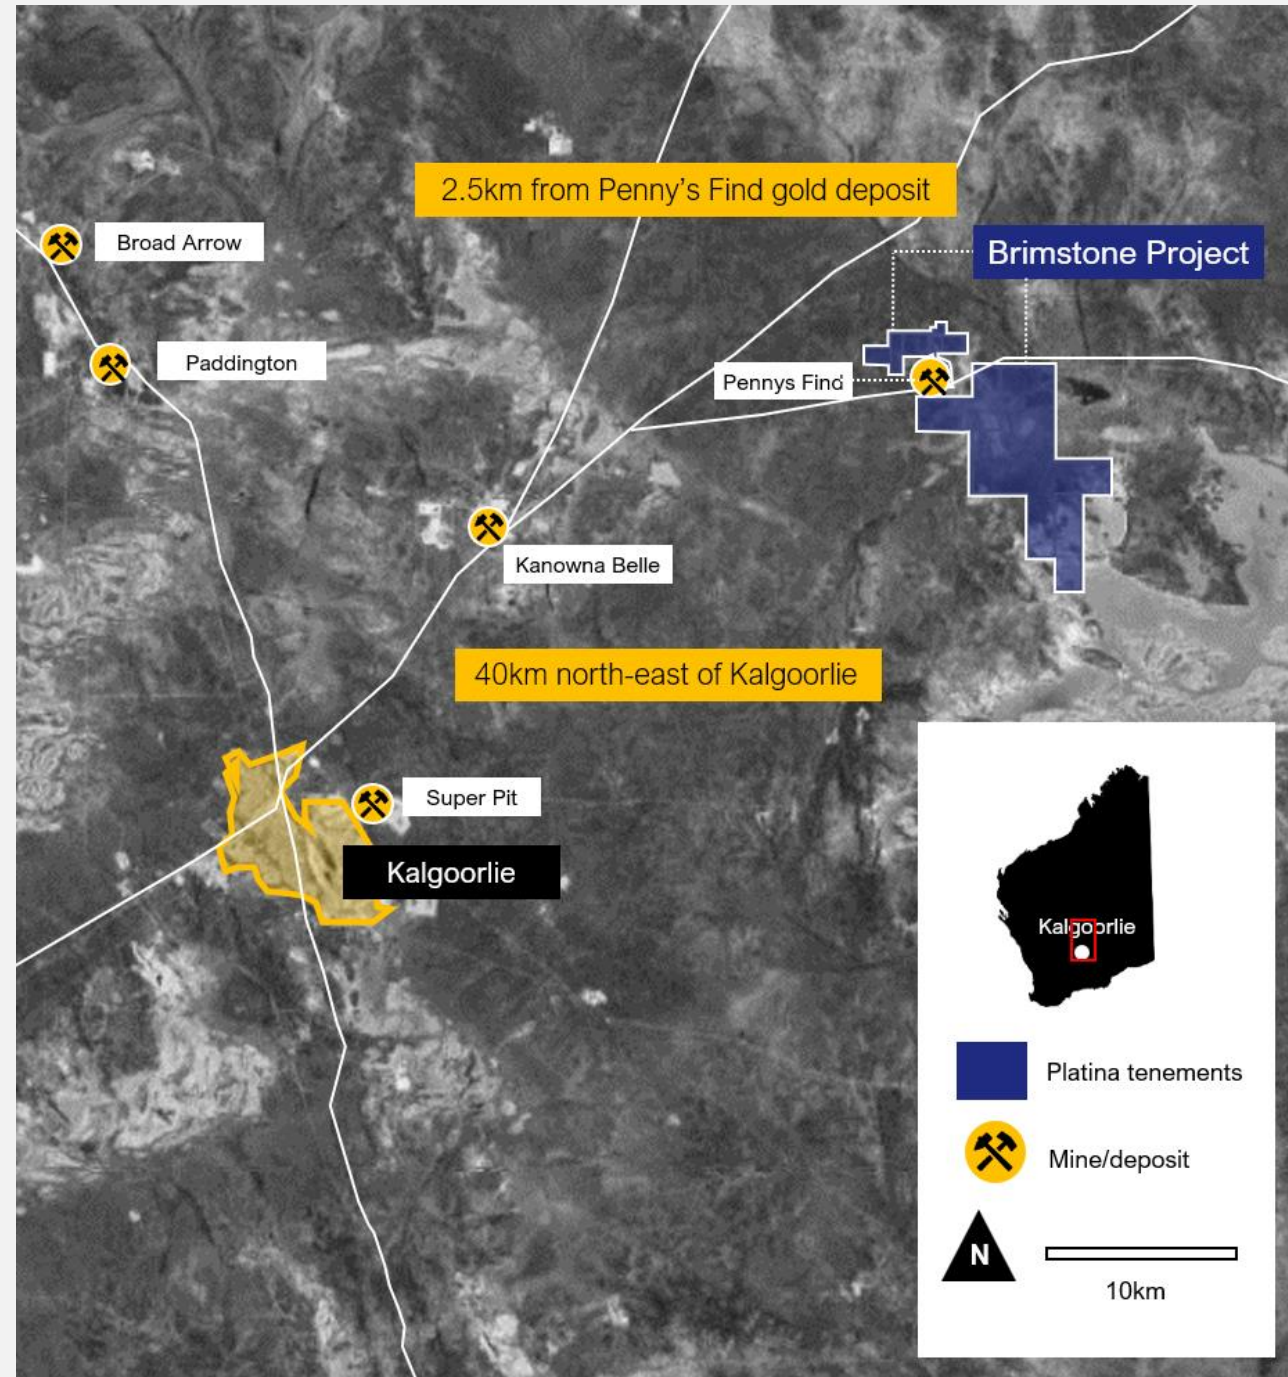 2.5km from Penny's Find gold deposit
Broad Arrow
Brimstone Project
Paddington
Pennys Find
Kanowna Belle
40km north-east of Kalgoorlie
Super Pit
Kalgoorlie
Kalgoorlie
Platina tenements
Mine/deposit
N
10km